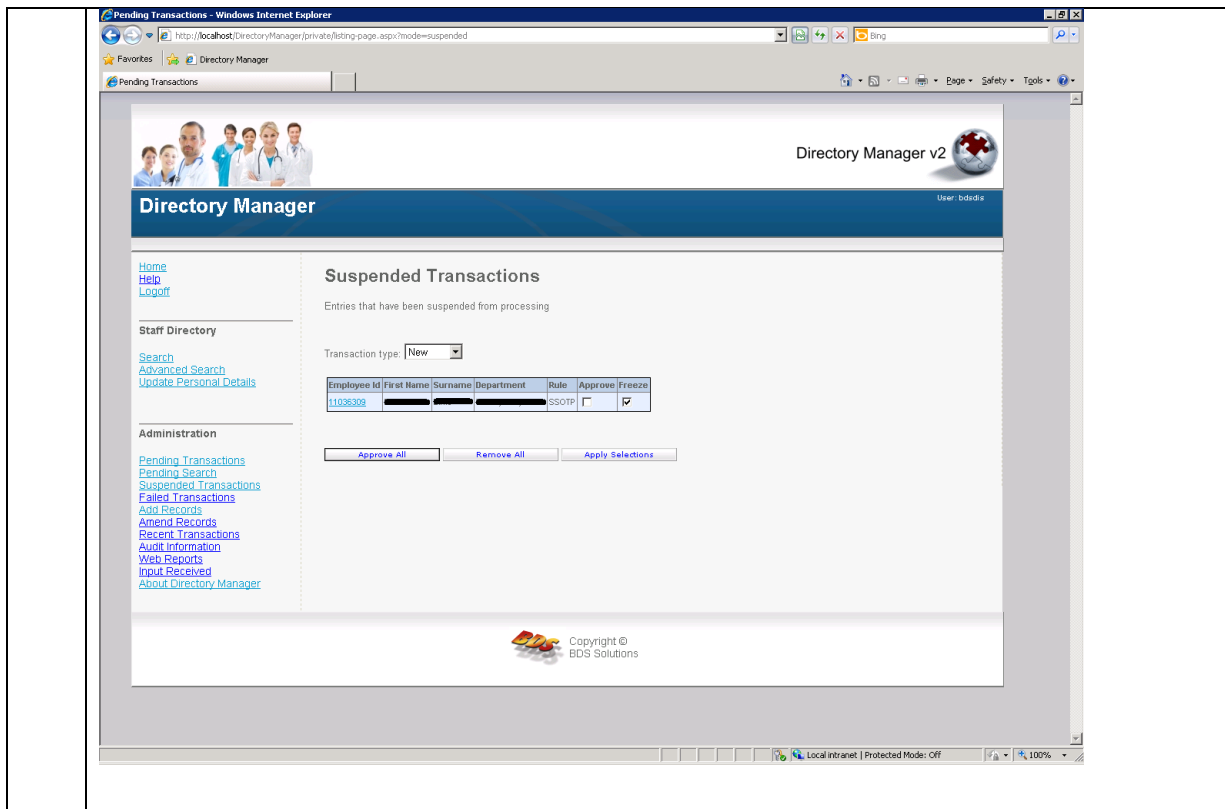 Pending Transactions - Windows Internet Explorer
http://localhost/DirectoryManager/private/listing-page.aspx?mode=suspended
Bing
Favorites Directory Manager
Pending Transactions
Page Safety Tools
Directory Manager v2
Directory Manager
User: bdsdis
Home
Help
Logoff
Staff Directory
Search
Advanced Search
Update Personal Details
Administration
Pending Transactions
Pending Search
Suspended Transactions
Failed Transactions
Add Records
Amend Records
Recent Transactions
Audit Information
Web Reports
Input Received
About Directory Manager
Suspended Transactions
Entries that have been suspended from processing
Transaction type: New
Employee Id First Name Surname Department Rule Approve Freeze
11036309 SSOTP
Approve All Remove All Apply Selections
BDS
Copyright ©
BDS Solutions
Local intranet | Protected Mode: Off 100%